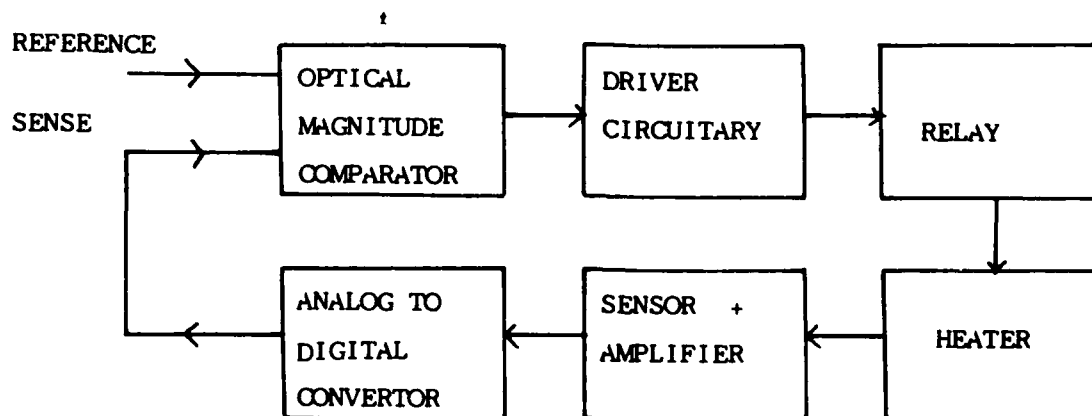 REFERENCE
SENSE
OPTICAL
MAGNITUDE
COMPARATOR
DRIVER
CIRCUITARY
RELAY
ANALOG TO
DIGITAL
CONVERTOR
SENSOR +
AMPLIFIER
HEATER